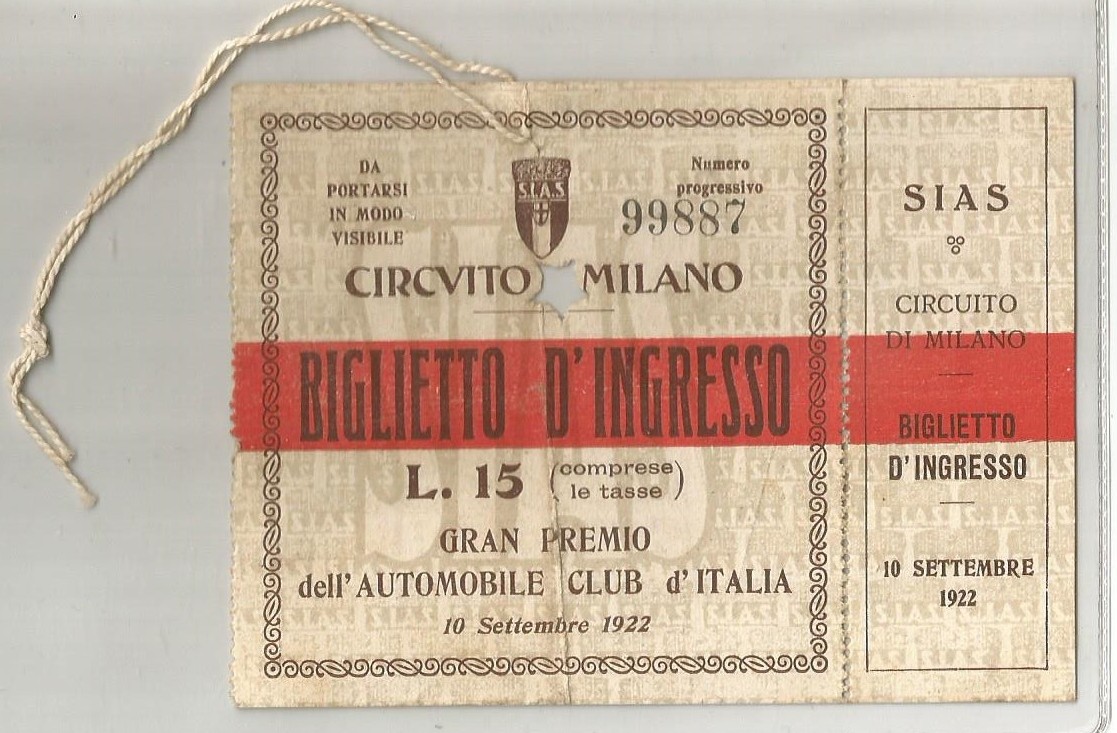 DA
PORTARSI
IN MODO
VISIBILE
S.I.A.S
Numero
progressivo
99887
CIRCVITO MILANO
BIGLIETTO D'INGRESSO
L. 15 (comprese
le tasse)
GRAN PREMIO
dell'AUTOMOBILE CLUB d'ITALIA
10 Settembre 1922
SIAS
CIRCUITO
DI MILANO
BIGLIETTO
D'INGRESSO
10 SETTEMBRE
1922